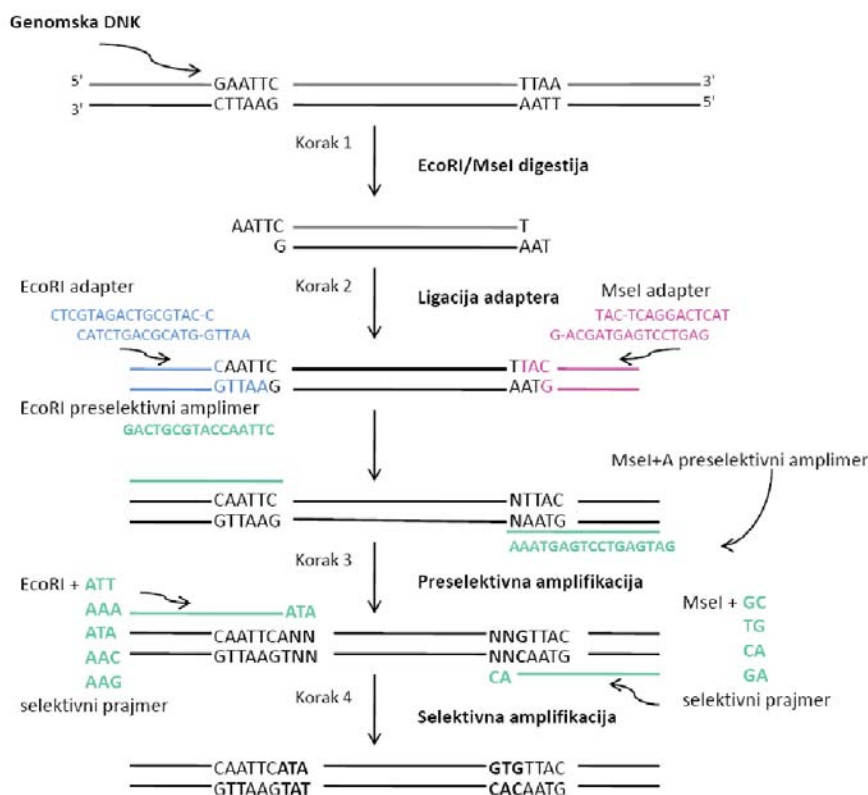 Genomska DNK
5' GAATTC TTAA 3'
3' CTTAAG AATT 5'
Korak 1
EcoRI/MseI digestija
AATTC T
G AAT
EcoRI adapter
CTCGTAGACTGCGTAC-C
CATCTGACGCATG-GTTAA
Korak 2
Ligacija adaptera
MseI adapter
TAC-TCAGGACTCAT
G-ACGATGAGTCCTGAG
CAATTC TTAC
GTTAAG AATG
EcoRI preselektivni amplimer
GACTGCGTACCAATTC
MseI+A preselektivni amplimer
CAATTC NTTAC
GTTAAG NAATG
AAATGAGTCCTGAGTAG
Korak 3
Preselektivna amplifikacija
EcoRI + ATT
AAA
ATA
AAC
AAG
selektivni prajmer
ATA
CAATTCANN NNGTTAC
GTTAAGTNN NNCAATG
CA
MseI + GC
TG
CA
GA
selektivni prajmer
Korak 4
Selektivna amplifikacija
CAATTCATA GTGTTAC
GTTAAGTAT CACAATG